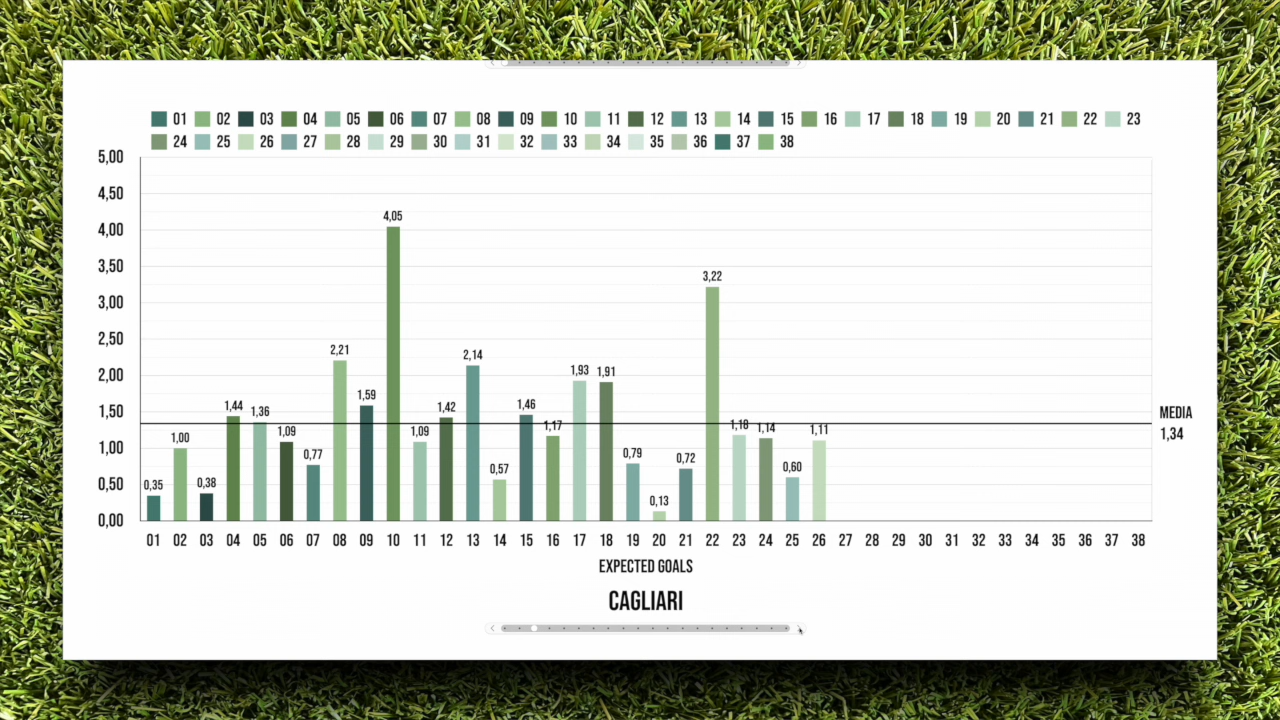 01 02 03 04 05 06 07 08 09 10 11 12 13 14 15 16 17 18 19 20 21 22 23
24 25 26 27 28 29 30 31 32 33 34 35 36 37 38
5,00
4,50
4,00
3,50
3,00
2,50
2,00
1,50
1,00
0,50
0,00
0,35 1,00 0,38 1,44 1,36 1,09 0,77 2,21 1,59 4,05 1,09 1,42 2,14 0,57 1,46 1,17 1,93 1,91 0,79 0,13 0,72 3,22 1,18 1,14 0,60 1,11
MEDIA
1,34
01 02 03 04 05 06 07 08 09 10 11 12 13 14 15 16 17 18 19 20 21 22 23 24 25 26 27 28 29 30 31 32 33 34 35 36 37 38
EXPECTED GOALS
CAGLIARI